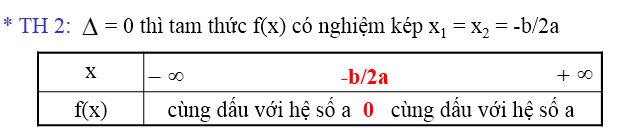 * TH 2: Δ = 0 thì tam thức f(x) có nghiệm kép x₁ = x₂ = -b/2a
x – ∞ -b/2a + ∞
f(x) cùng dấu với hệ số a 0 cùng dấu với hệ số a